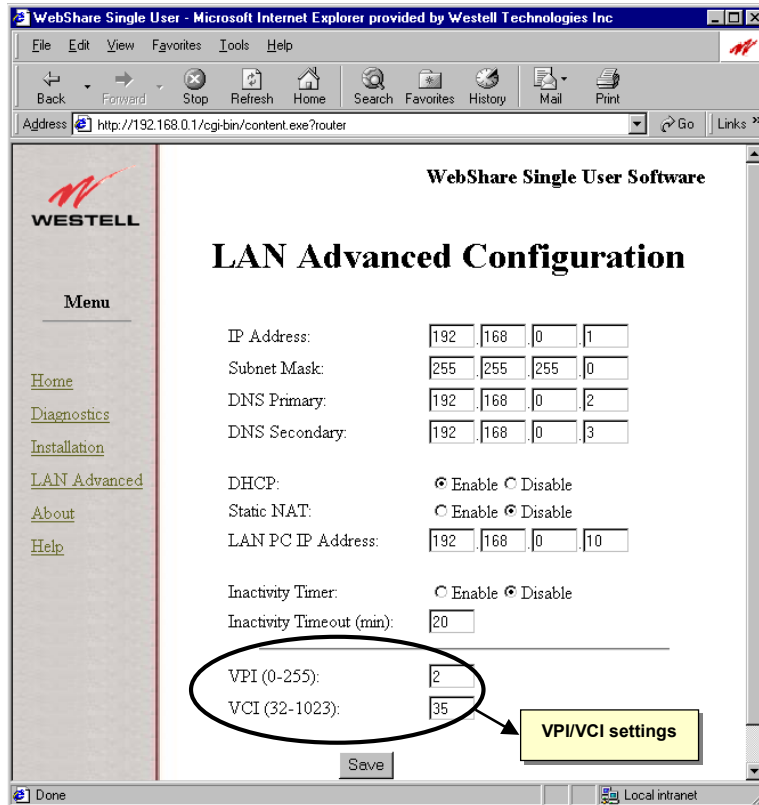 WebShare Single User - Microsoft Internet Explorer provided by Westell Technologies Inc
File Edit View Favorites Tools Help
Back Forward Stop Refresh Home Search Favorites History Mail Print
Address http://192.168.0.1/cgi-bin/content.exe?router Go Links »
WESTELL
Menu
Home
Diagnostics
Installation
LAN Advanced
About
Help
WebShare Single User Software
LAN Advanced Configuration
IP Address: 192 . 168 . 0 . 1
Subnet Mask: 255 . 255 . 255 . 0
DNS Primary: 192 . 168 . 0 . 2
DNS Secondary: 192 . 168 . 0 . 3
DHCP: Enable Disable
Static NAT: Enable Disable
LAN PC IP Address: 192 . 168 . 0 . 10
Inactivity Timer: Enable Disable
Inactivity Timeout (min): 20
VPI (0-255): 2
VCI (32-1023): 35
VPI/VCI settings
Save
Done Local intranet